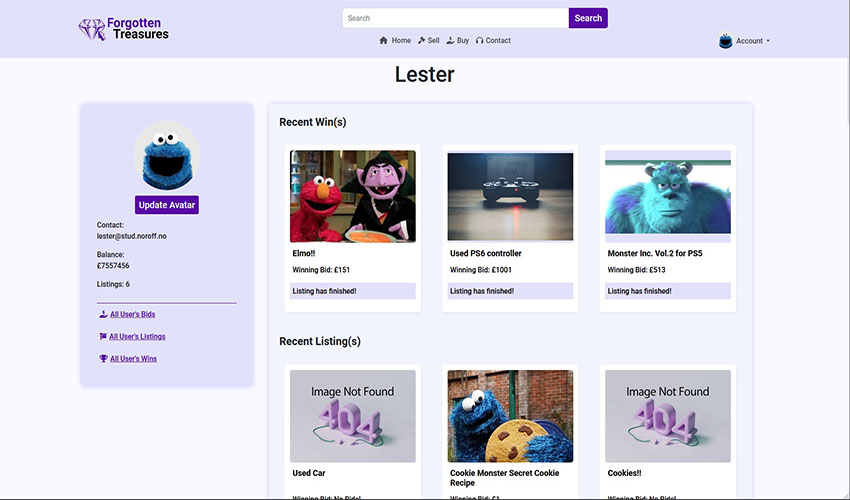 Forgotten
Treasures
Search
Search
Home
Sell
Buy
Contact
Account
Lester
Update Avatar
Contact:
lester@stud.noroff.no
Balance:
£7557456
Listings: 6
All User's Bids
All User's Listings
All User's Wins
Recent Win(s)
Elmo!!
Winning Bid: £151
Listing has finished!
Used PS6 controller
Winning Bid: £1001
Listing has finished!
Monster Inc. Vol.2 for PS5
Winning Bid: £513
Listing has finished!
Recent Listing(s)
Image Not Found
404
Used Car
Winning Bid: No Bids!
Cookie Monster Secret Cookie
Recipe
Winning Bid: £1
Image Not Found
404
Cookies!!
Winning Bid: No Bids!